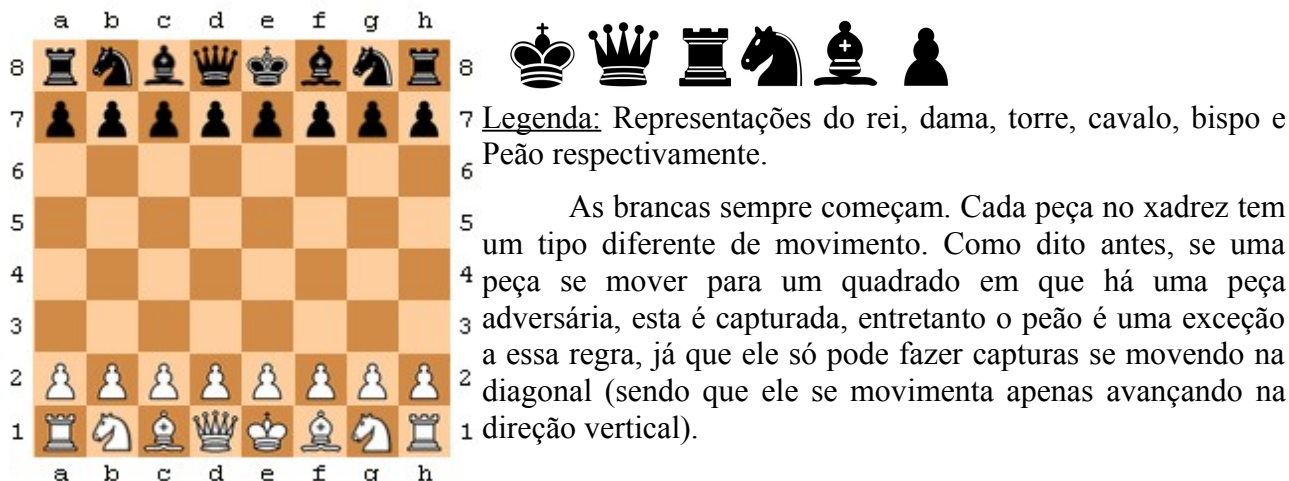 a b c d e f g h
8 8
7 7
6 6
5 5
4 4
3 3
2 2
1 1
a b c d e f g h
Legenda: Representações do rei, dama, torre, cavalo, bispo e
Peão respectivamente.
As brancas sempre começam. Cada peça no xadrez tem
um tipo diferente de movimento. Como dito antes, se uma
peça se mover para um quadrado em que há uma peça
adversária, esta é capturada, entretanto o peão é uma exceção
a essa regra, já que ele só pode fazer capturas se movendo na
diagonal (sendo que ele se movimenta apenas avançando na
direção vertical).